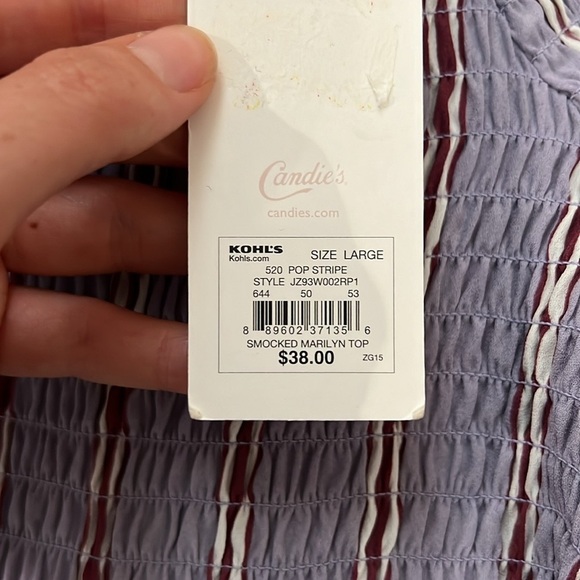 Candie's
candies.com
KOHL'S SIZE LARGE
Kohls.com
520 POP STRIPE
STYLE JZ93W002RP1
644 50 53
8 89602 37135 6
SMOCKED MARILYN TOP
$38.00 ZG15